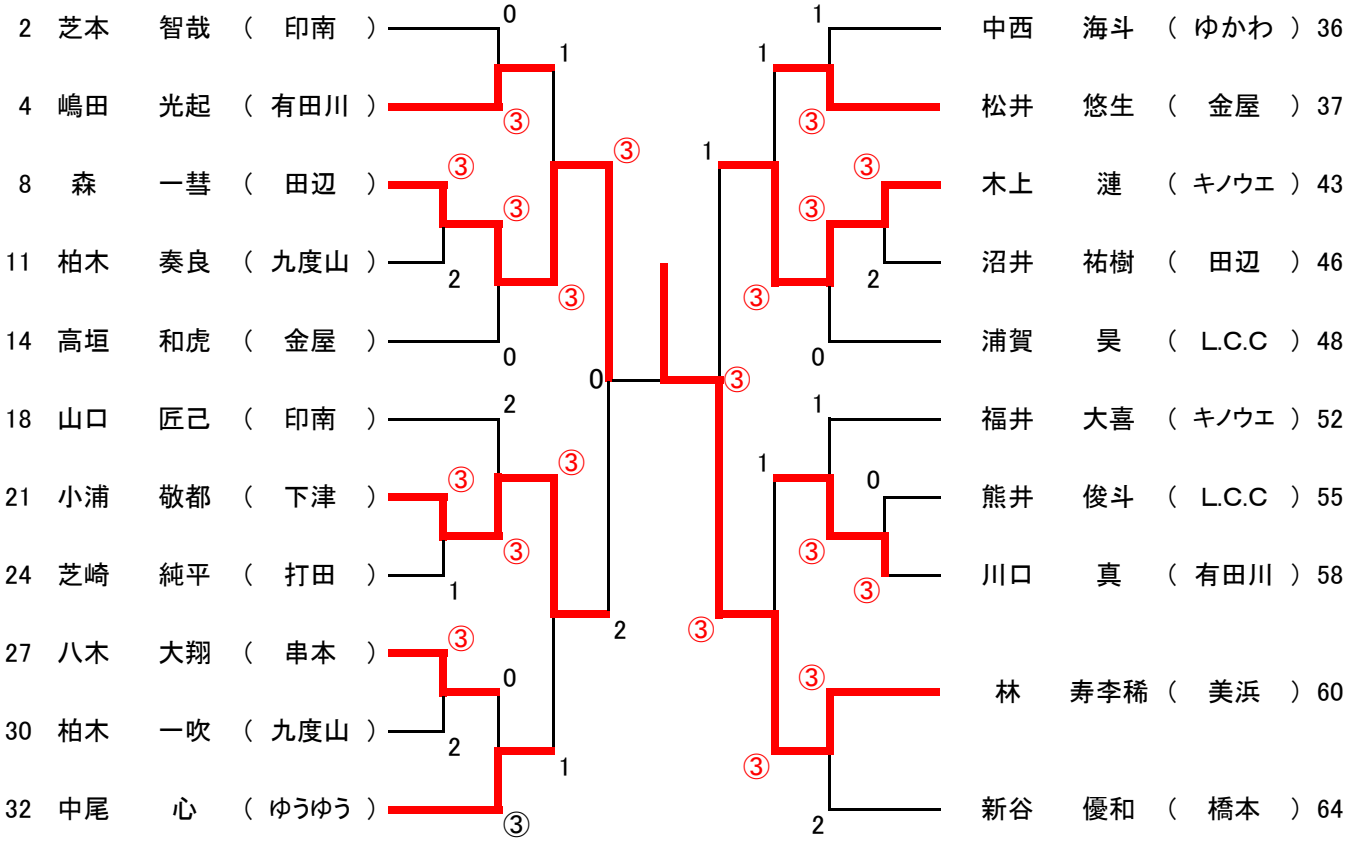 2 芝本 智哉 ( 印南 ) 0
4 嶋田 光起 ( 有田川 ) ③ 1
8 森 一彗 ( 田辺 ) ③ ③ ③
11 柏木 奏良 ( 九度山 ) 2 ③
14 高垣 和虎 ( 金屋 ) 0 0
18 山口 匠己 ( 印南 ) 2
21 小浦 敬都 ( 下津 ) ③ ③ ③
24 芝崎 純平 ( 打田 ) 1
27 八木 大翔 ( 串本 ) ③ 0 2
30 柏木 一吹 ( 九度山 ) 2 1
32 中尾 心 ( ゆうゆう ) ③
1 中西 海斗 ( ゆかわ ) 36
1 ③ 松井 悠生 ( 金屋 ) 37
1 ③ 木上 漣 ( キノウエ ) 43
③ 2 沼井 祐樹 ( 田辺 ) 46
③ 0 浦賀 昊 ( L.C.C ) 48
1 福井 大喜 ( キノウエ ) 52
1 0 熊井 俊斗 ( L.C.C ) 55
③ ③ 川口 真 ( 有田川 ) 58
③ ③ 林 寿李稀 ( 美浜 ) 60
③ 2 新谷 優和 ( 橋本 ) 64